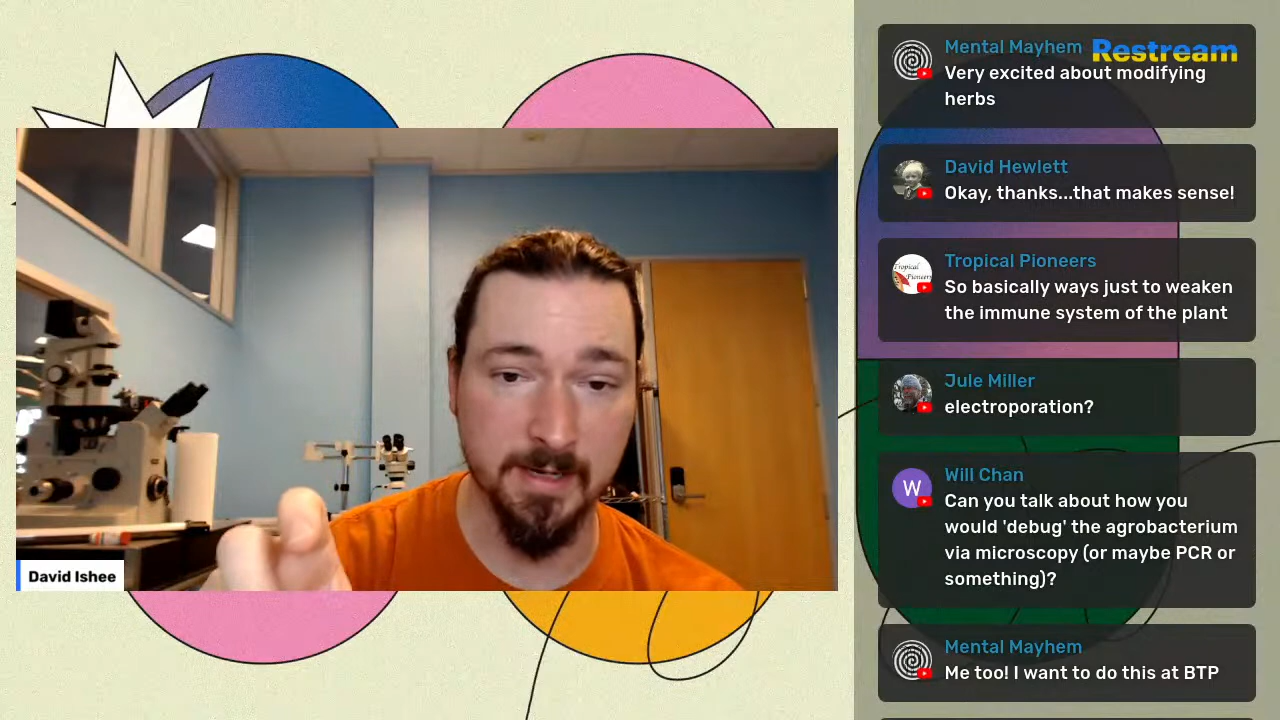 David Ishee
Mental Mayhem
Restream
Very excited about modifying
herbs
David Hewlett
Okay, thanks...that makes sense!
Tropical Pioneers
So basically ways just to weaken
the immune system of the plant
Jule Miller
electroporation?
W
Will Chan
Can you talk about how you
would 'debug' the agrobacterium
via microscopy (or maybe PCR or
something)?
Mental Mayhem
Me too! I want to do this at BTP